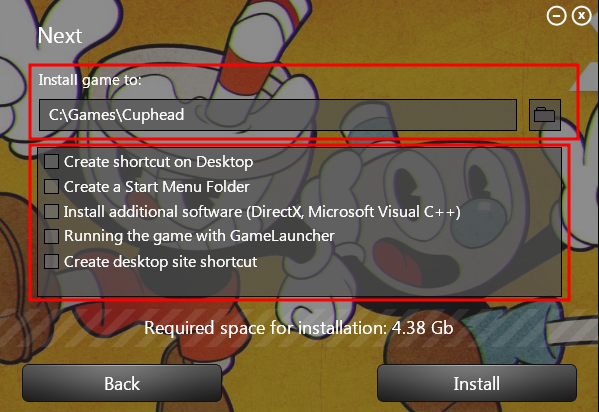 Next
Install game to:
C:\Games\Cuphead
Create shortcut on Desktop
Create a Start Menu Folder
Install additional software (DirectX, Microsoft Visual C++)
Running the game with GameLauncher
Create desktop site shortcut
Required space for installation: 4.38 Gb
Back
Install